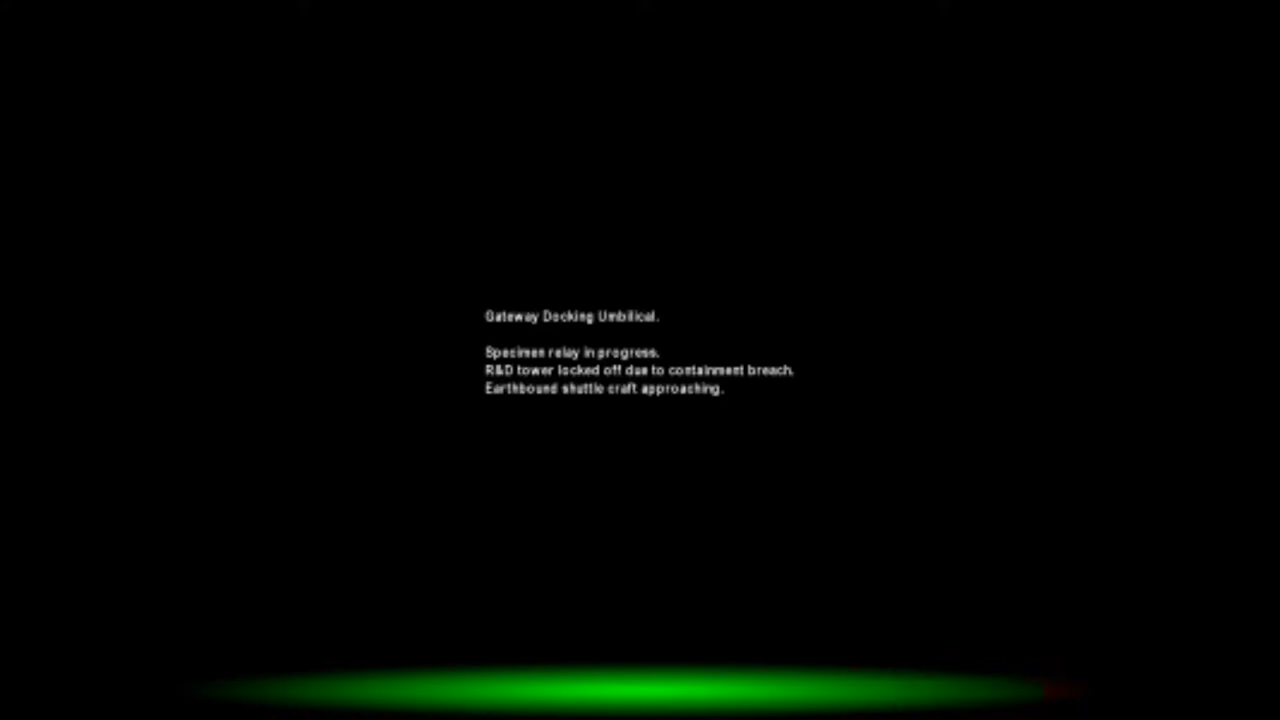 Gateway Docking Umbilical.
Specimen relay in progress.
R&D tower locked off due to containment breach.
Earthbound shuttle craft approaching.